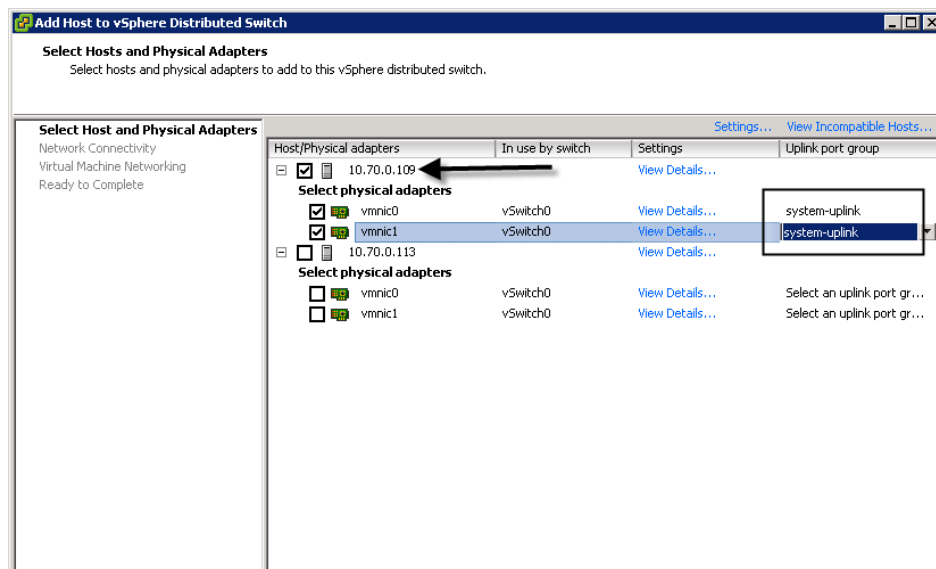 Add Host to vSphere Distributed Switch
Select Hosts and Physical Adapters
Select hosts and physical adapters to add to this vSphere distributed switch.
Select Host and Physical Adapters
Network Connectivity
Virtual Machine Networking
Ready to Complete
Settings... View Incompatible Hosts...
Host/Physical adapters In use by switch Settings Uplink port group
10.70.0.109 View Details...
Select physical adapters
vmnic0 vSwitch0 View Details... system-uplink
vmnic1 vSwitch0 View Details... system-uplink
10.70.0.113 View Details...
Select physical adapters
vmnic0 vSwitch0 View Details... Select an uplink port gr...
vmnic1 vSwitch0 View Details... Select an uplink port gr...